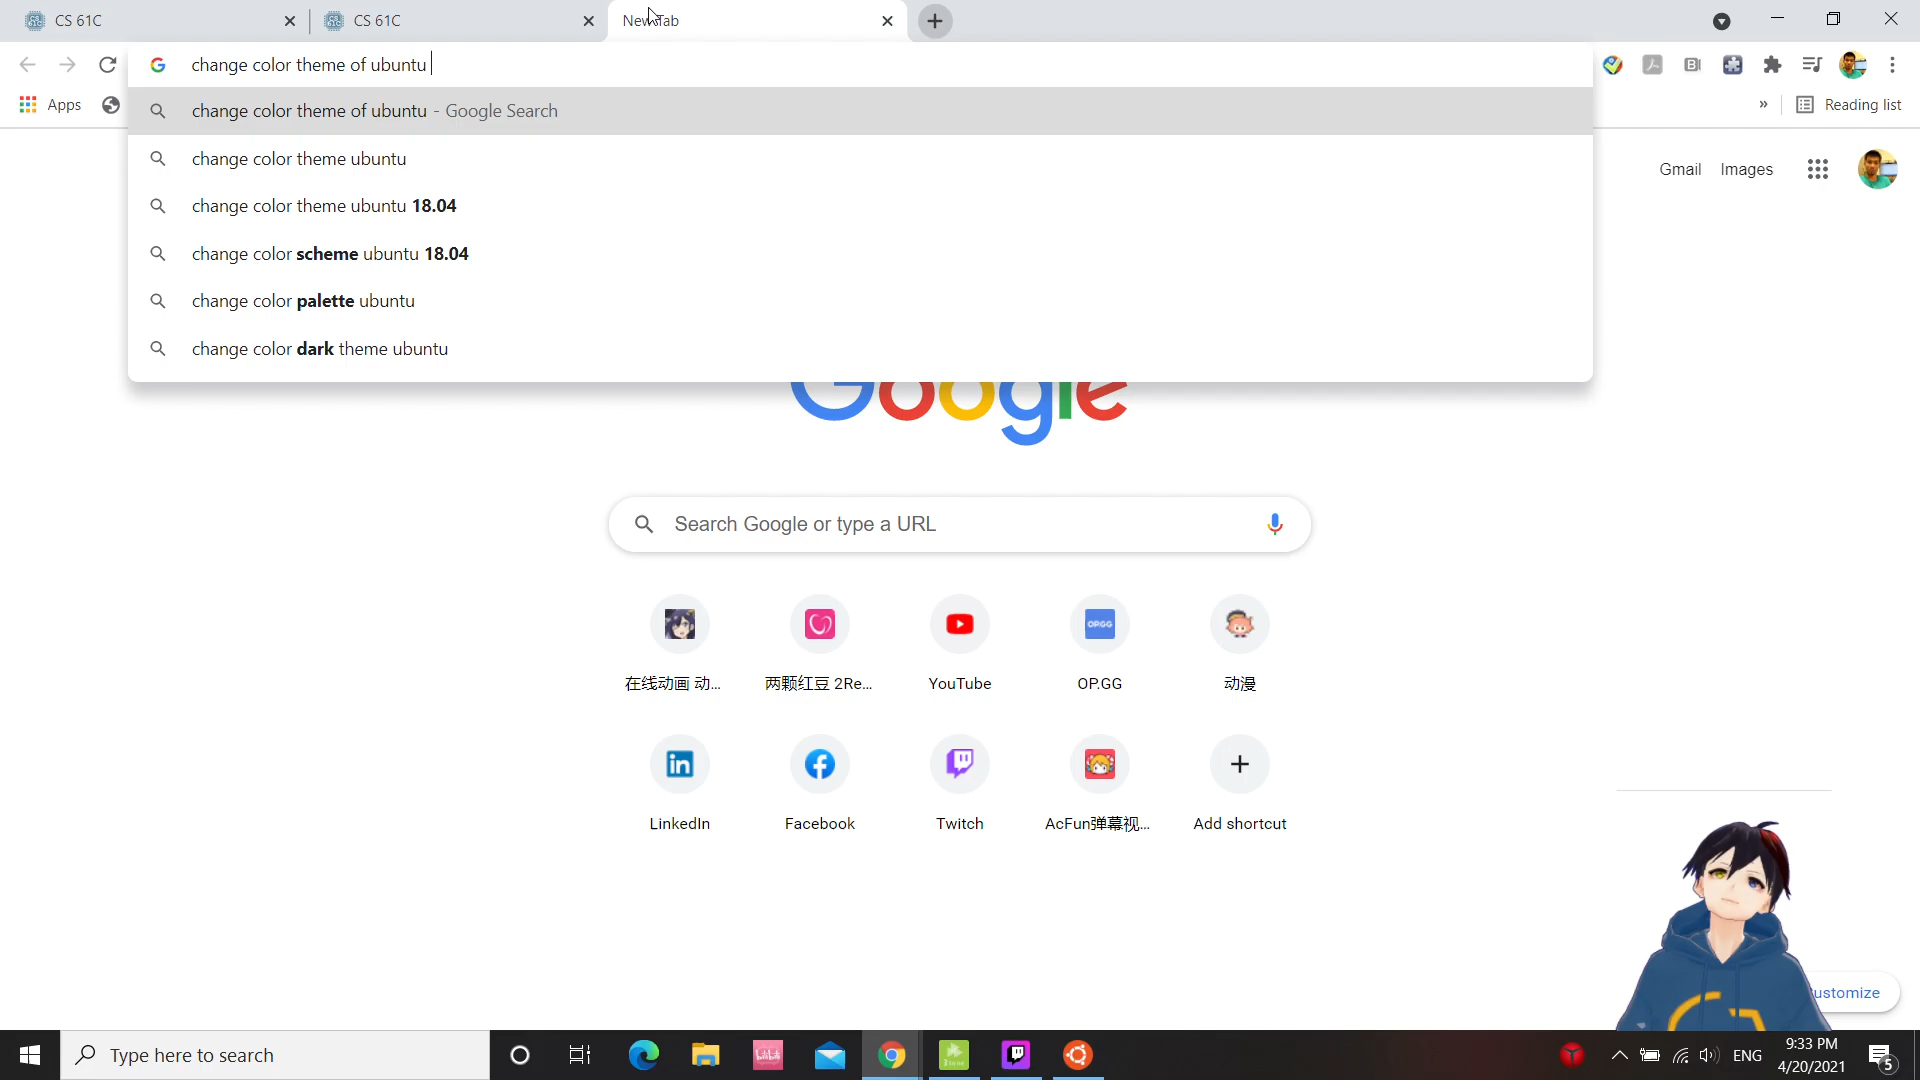 CS 61C
CS 61C
New Tab
change color theme of ubuntu
change color theme of ubuntu - Google Search
change color theme ubuntu
change color theme ubuntu 18.04
change color scheme ubuntu 18.04
change color palette ubuntu
change color dark theme ubuntu
Apps
»
Reading list
Gmail
Images
Google
Search Google or type a URL
在线动画 动...
两颗红豆 2Re...
YouTube
OP.GG
OP.GG
动漫
LinkedIn
Facebook
Twitch
AcFun弹幕视...
Add shortcut
ustomize
Type here to search
ENG
9:33 PM
4/20/2021
5